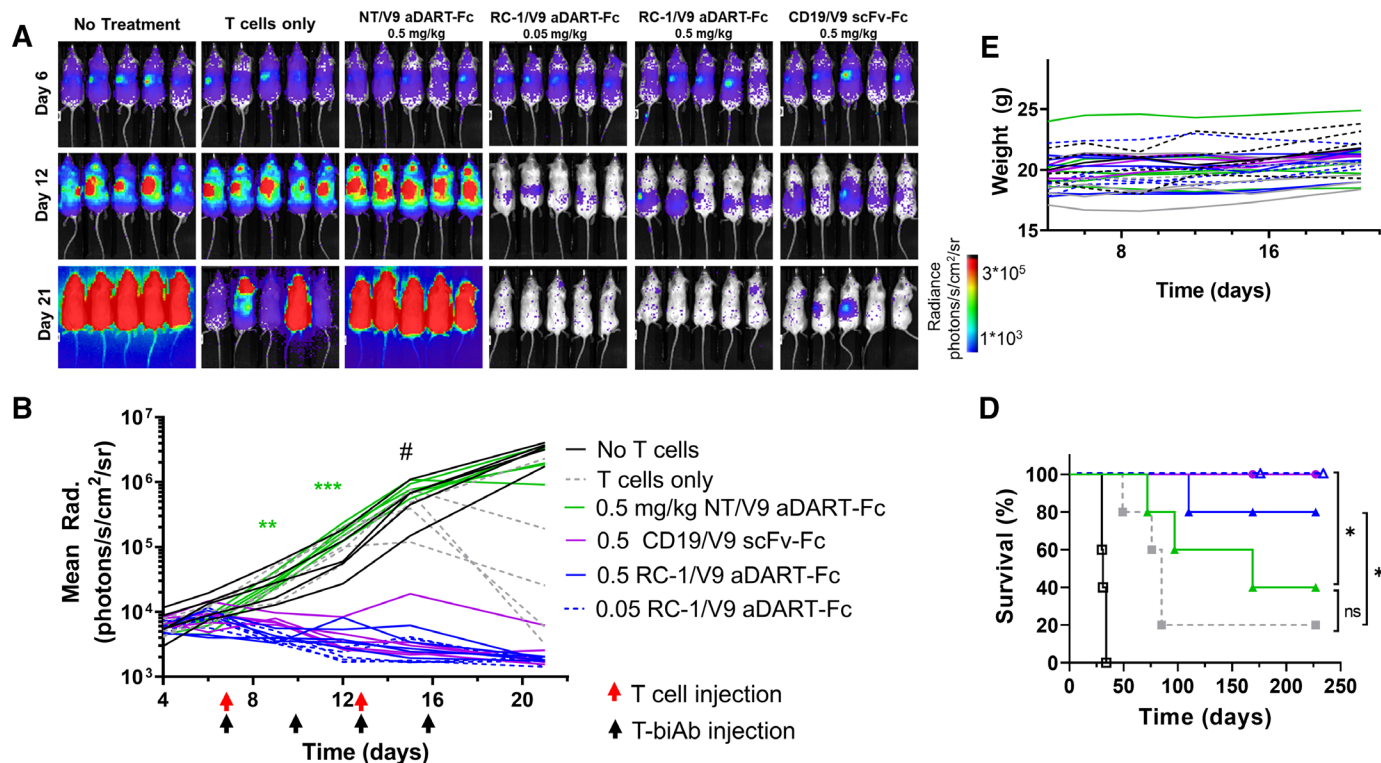 A
No Treatment
T cells only
NT/V9 aDART-Fc
0.5 mg/kg
RC-1/V9 aDART-Fc
0.05 mg/kg
RC-1/V9 aDART-Fc
0.5 mg/kg
CD19/V9 scFv-Fc
0.5 mg/kg
Day 6
Day 12
Day 21
Radiance
photons/s/cm²/sr
3*10⁵
1*10³
E
Weight (g)
25
20
15
8
16
Time (days)
B
Mean Rad.
(photons/s/cm²/sr)
10⁷
10⁶
10⁵
10⁴
10³
**
***
#
4
8
12
16
20
Time (days)
No T cells
T cells only
0.5 mg/kg NT/V9 aDART-Fc
0.5 CD19/V9 scFv-Fc
0.5 RC-1/V9 aDART-Fc
0.05 RC-1/V9 aDART-Fc
T cell injection
T-biAb injection
D
Survival (%)
100
80
60
40
20
0
0
50
100
150
200
250
Time (days)
*
*
ns